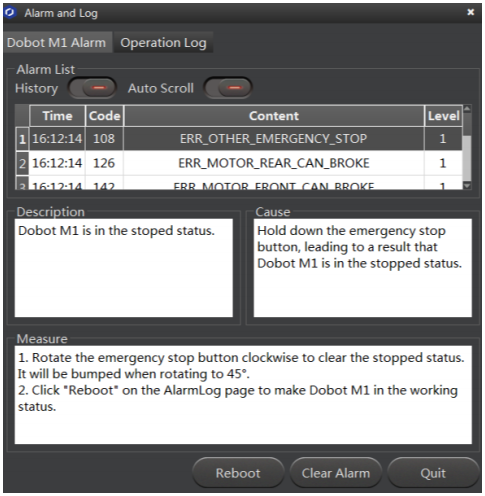 Alarm and Log
Dobot M1 Alarm Operation Log
Alarm List
History Auto Scroll
Time Code Content Level
1 16:12:14 108 ERR_OTHER_EMERGENCY_STOP 1
2 16:12:14 126 ERR_MOTOR_REAR_CAN_BROKE 1
3 16:12:14 142 ERR_MOTOR_FRONT_CAN_BROKE 1
Description
Dobot M1 is in the stoped status.
Cause
Hold down the emergency stop
button, leading to a result that
Dobot M1 is in the stopped status.
Measure
1. Rotate the emergency stop button clockwise to clear the stopped status.
It will be bumped when rotating to 45°.
2. Click "Reboot" on the AlarmLog page to make Dobot M1 in the working
status.
Reboot Clear Alarm Quit